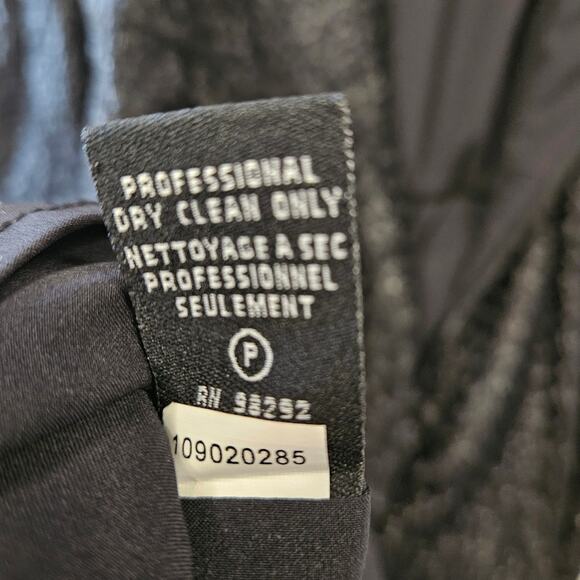 PROFESSIONAL
DRY CLEAN ONLY
NETTOYAGE A SEC
PROFESSIONNEL
SEULEMENT
P
RN 98292
109020285